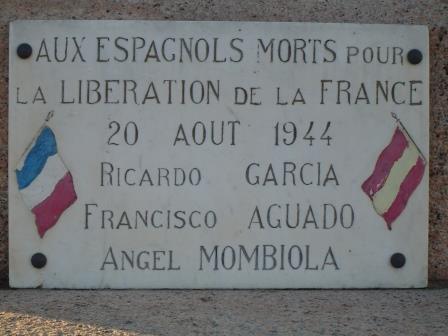 AUX ESPAGNOLS MORTS POUR
LA LIBERATION DE LA FRANCE
20 AOUT 1944
RICARDO GARCIA
FRANCISCO AGUADO
ANGEL MOMBIOLA